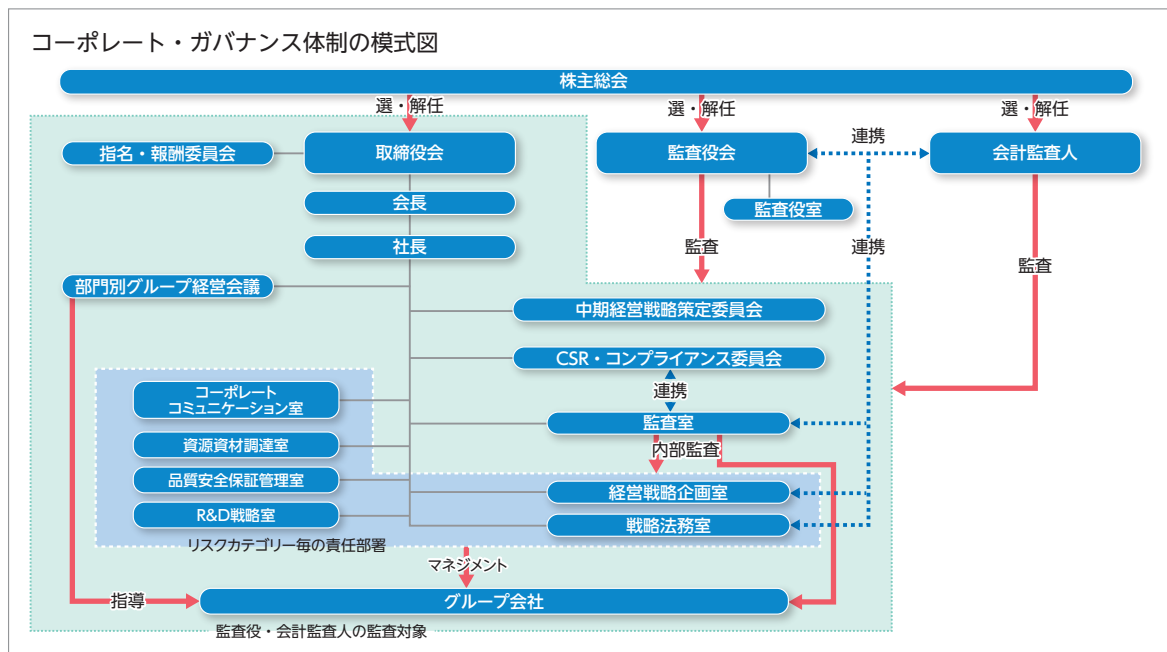 コーポレート・ガバナンス体制の模式図
株主総会
選・解任
選・解任
選・解任
指名・報酬委員会
取締役会
監査役会
連携
会計監査人
会長
監査役室
社長
監査
連携
監査
部門別グループ経営会議
中期経営戦略策定委員会
CSR・コンプライアンス委員会
連携
コーポレート
コミュニケーション室
監査室
資源資材調達室
内部監査
品質安全保証管理室
経営戦略企画室
R&D戦略室
戦略法務室
リスクカテゴリー毎の責任部署
マネジメント
指導
グループ会社
監査役・会計監査人の監査対象